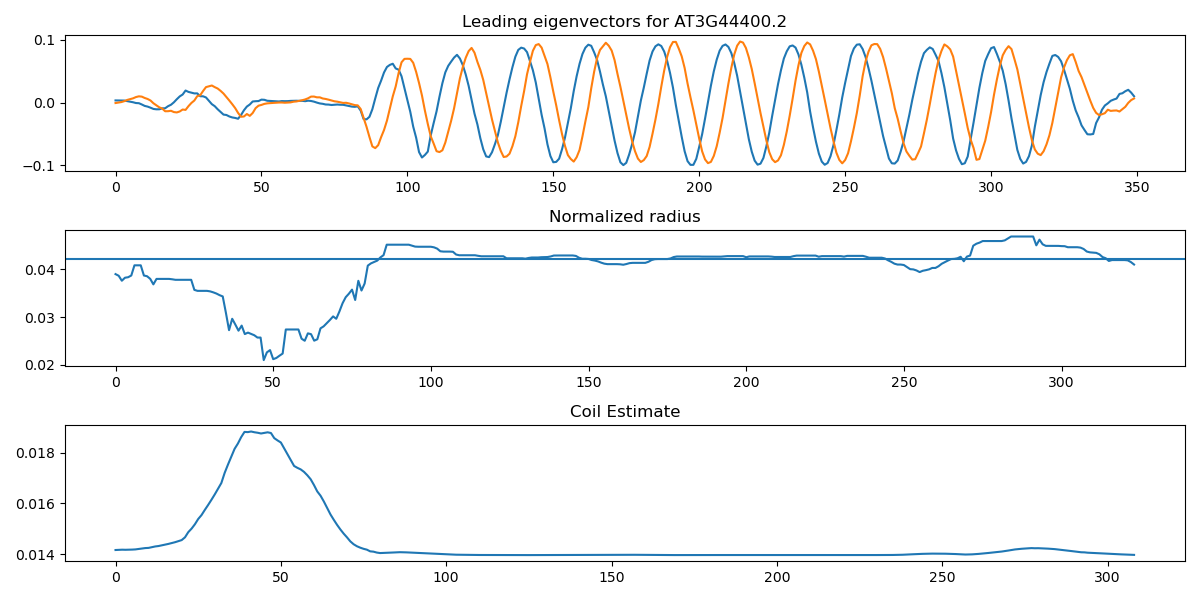 Leading eigenvectors for AT3G44400.2
0.1
0.0
−0.1
0 50 100 150 200 250 300 350
Normalized radius
0.04
0.03
0.02
0 50 100 150 200 250 300
Coil Estimate
0.018
0.016
0.014
0 50 100 150 200 250 300